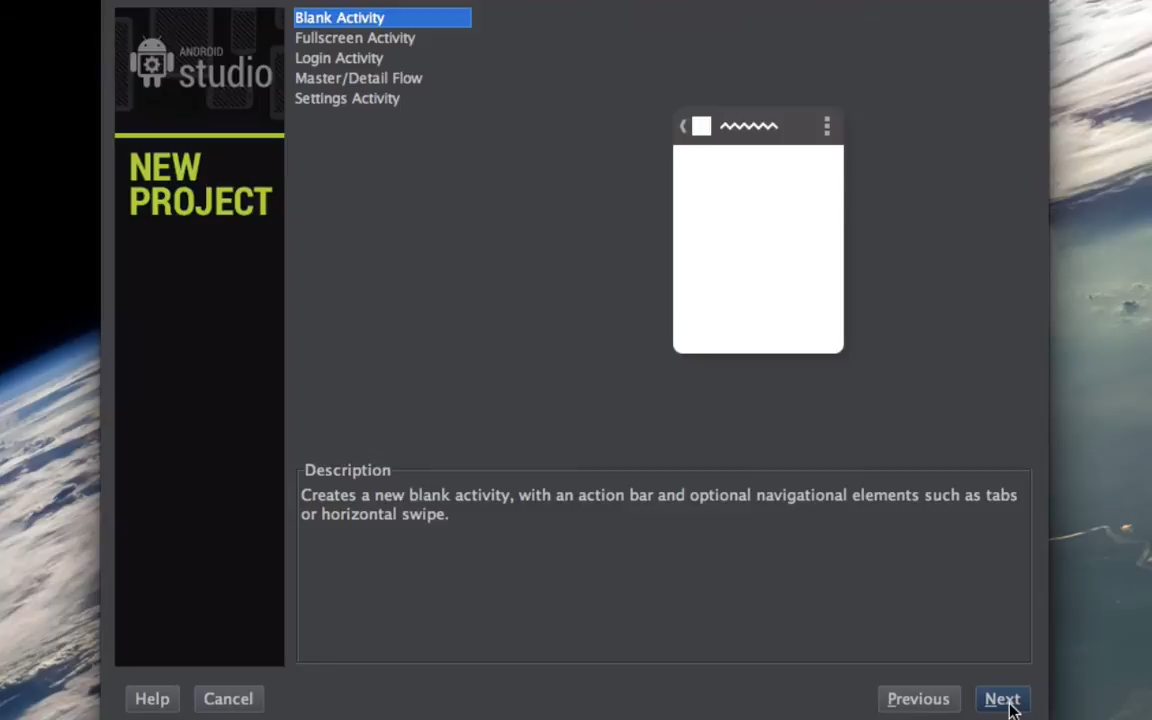 Blank Activity
Fullscreen Activity
Login Activity
Master/Detail Flow
Settings Activity
ANDROID
studio
NEW
PROJECT
Description
Creates a new blank activity, with an action bar and optional navigational elements such as tabs
or horizontal swipe.
Help
Cancel
Previous
Next